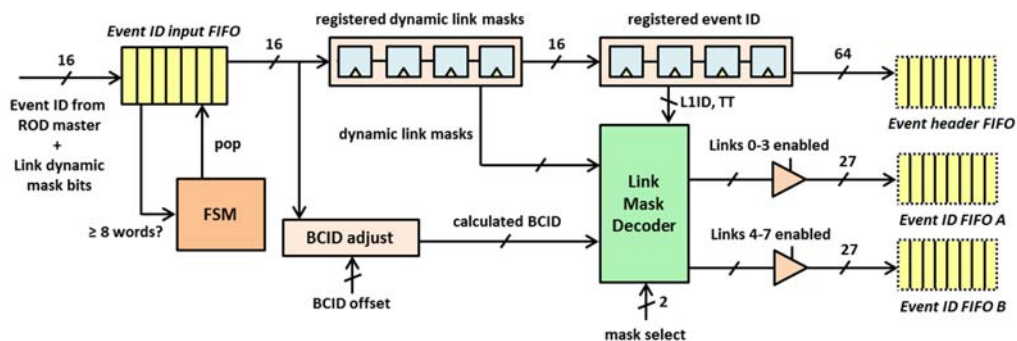 registered dynamic link masks
registered event ID
Event ID input FIFO
16
16
16
64
Event ID from
ROD master
+
Link dynamic
mask bits
pop
FSM
≥ 8 words?
dynamic link masks
L1ID, TT
Event header FIFO
Link
Mask
Decoder
Links 0-3 enabled
27
Event ID FIFO A
BCID adjust
calculated BCID
Links 4-7 enabled
27
Event ID FIFO B
BCID offset
2
mask select